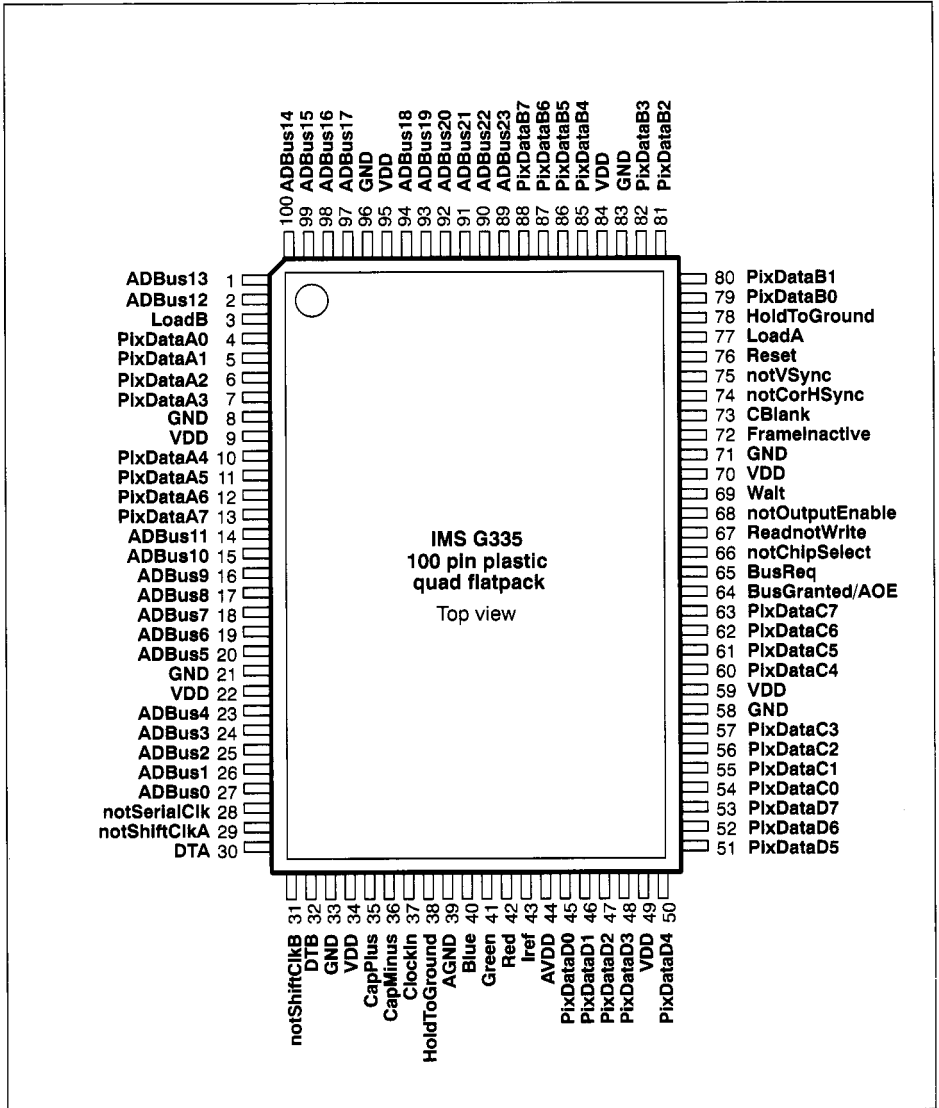 100 ADBus14
99 ADBus15
98 ADBus16
97 ADBus17
96 GND
95 VDD
94 ADBus18
93 ADBus19
92 ADBus20
91 ADBus21
90 ADBus22
89 ADBus23
88 PixDataB7
87 PixDataB6
86 PixDataB5
85 PixDataB4
84 VDD
83 GND
82 PixDataB3
81 PixDataB2
ADBus13 1
ADBus12 2
LoadB 3
PixDataA0 4
PixDataA1 5
PixDataA2 6
PixDataA3 7
GND 8
VDD 9
PixDataA4 10
PixDataA5 11
PixDataA6 12
PixDataA7 13
ADBus11 14
ADBus10 15
ADBus9 16
ADBus8 17
ADBus7 18
ADBus6 19
ADBus5 20
GND 21
VDD 22
ADBus4 23
ADBus3 24
ADBus2 25
ADBus1 26
ADBus0 27
notSerialClk 28
notShiftClkA 29
DTA 30
IMS G335
100 pin plastic
quad flatpack
Top view
80 PixDataB1
79 PixDataB0
78 HoldToGround
77 LoadA
76 Reset
75 notVSync
74 notCorHSync
73 CBlank
72 FrameInactive
71 GND
70 VDD
69 Wait
68 notOutputEnable
67 ReadnotWrite
66 notChipSelect
65 BusReq
64 BusGranted/AOE
63 PixDataC7
62 PixDataC6
61 PixDataC5
60 PixDataC4
59 VDD
58 GND
57 PixDataC3
56 PixDataC2
55 PixDataC1
54 PixDataC0
53 PixDataD7
52 PixDataD6
51 PixDataD5
notShiftClkB 31
DTB 32
GND 33
VDD 34
CapPlus 35
CapMinus 36
ClockIn 37
HoldToGround 38
AGND 39
Blue 40
Green 41
Red 42
Iref 43
AVDD 44
PixDataD0 45
PixDataD1 46
PixDataD2 47
PixDataD3 48
VDD 49
PixDataD4 50